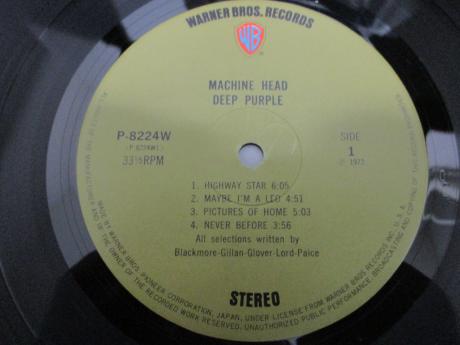 WARNER BROS. RECORDS
WB
MACHINE HEAD
DEEP PURPLE
P-8224W
(P 8224W1)
33⅓RPM
SIDE
1
℗ 1972
1. HIGHWAY STAR 6:05
2. MAYBE I'M A LEO 4:51
3. PICTURES OF HOME 5:03
4. NEVER BEFORE 3:56
All selections written by
Blackmore-Gillan-Glover-Lord-Paice
STEREO
BY WARNER BROS. PIONEER CORPORATION, JAPAN, UNDER LICENSE FROM WARNER BROS. RECORDS INC. U.S.A.
OF THE OWNER OF THE RECORDED WORK RESERVED. UNAUTHORIZED PUBLIC PERFORMANCE, BROADCASTING AND COPYING OF THIS